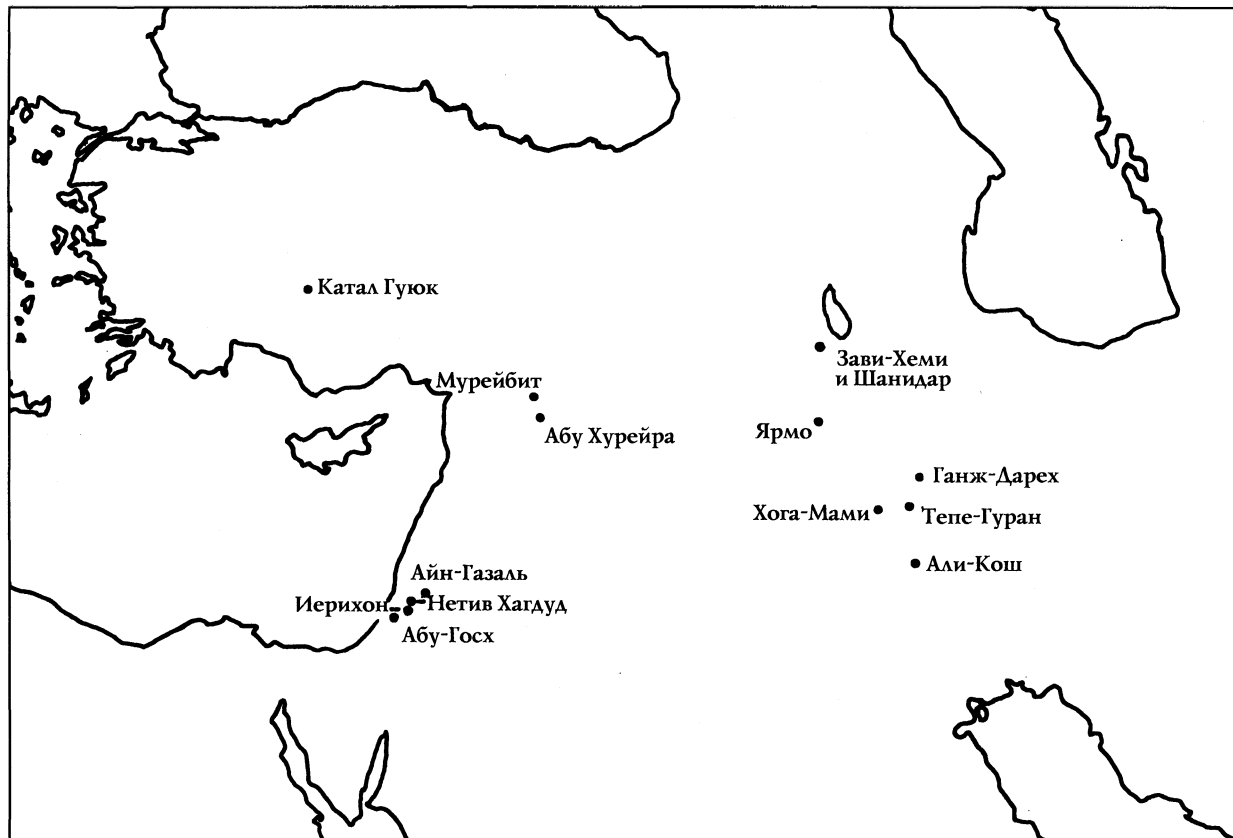 Катал Гуюк
Зави-Хеми
и Шанидар
Мурейбит
Абу Хурейра
Ярмо
Ганж-Дарех
Хога-Мами
Тепе-Гуран
Али-Кош
Айн-Газаль
Иерихон
Нетив Хагдуд
Абу-Госх